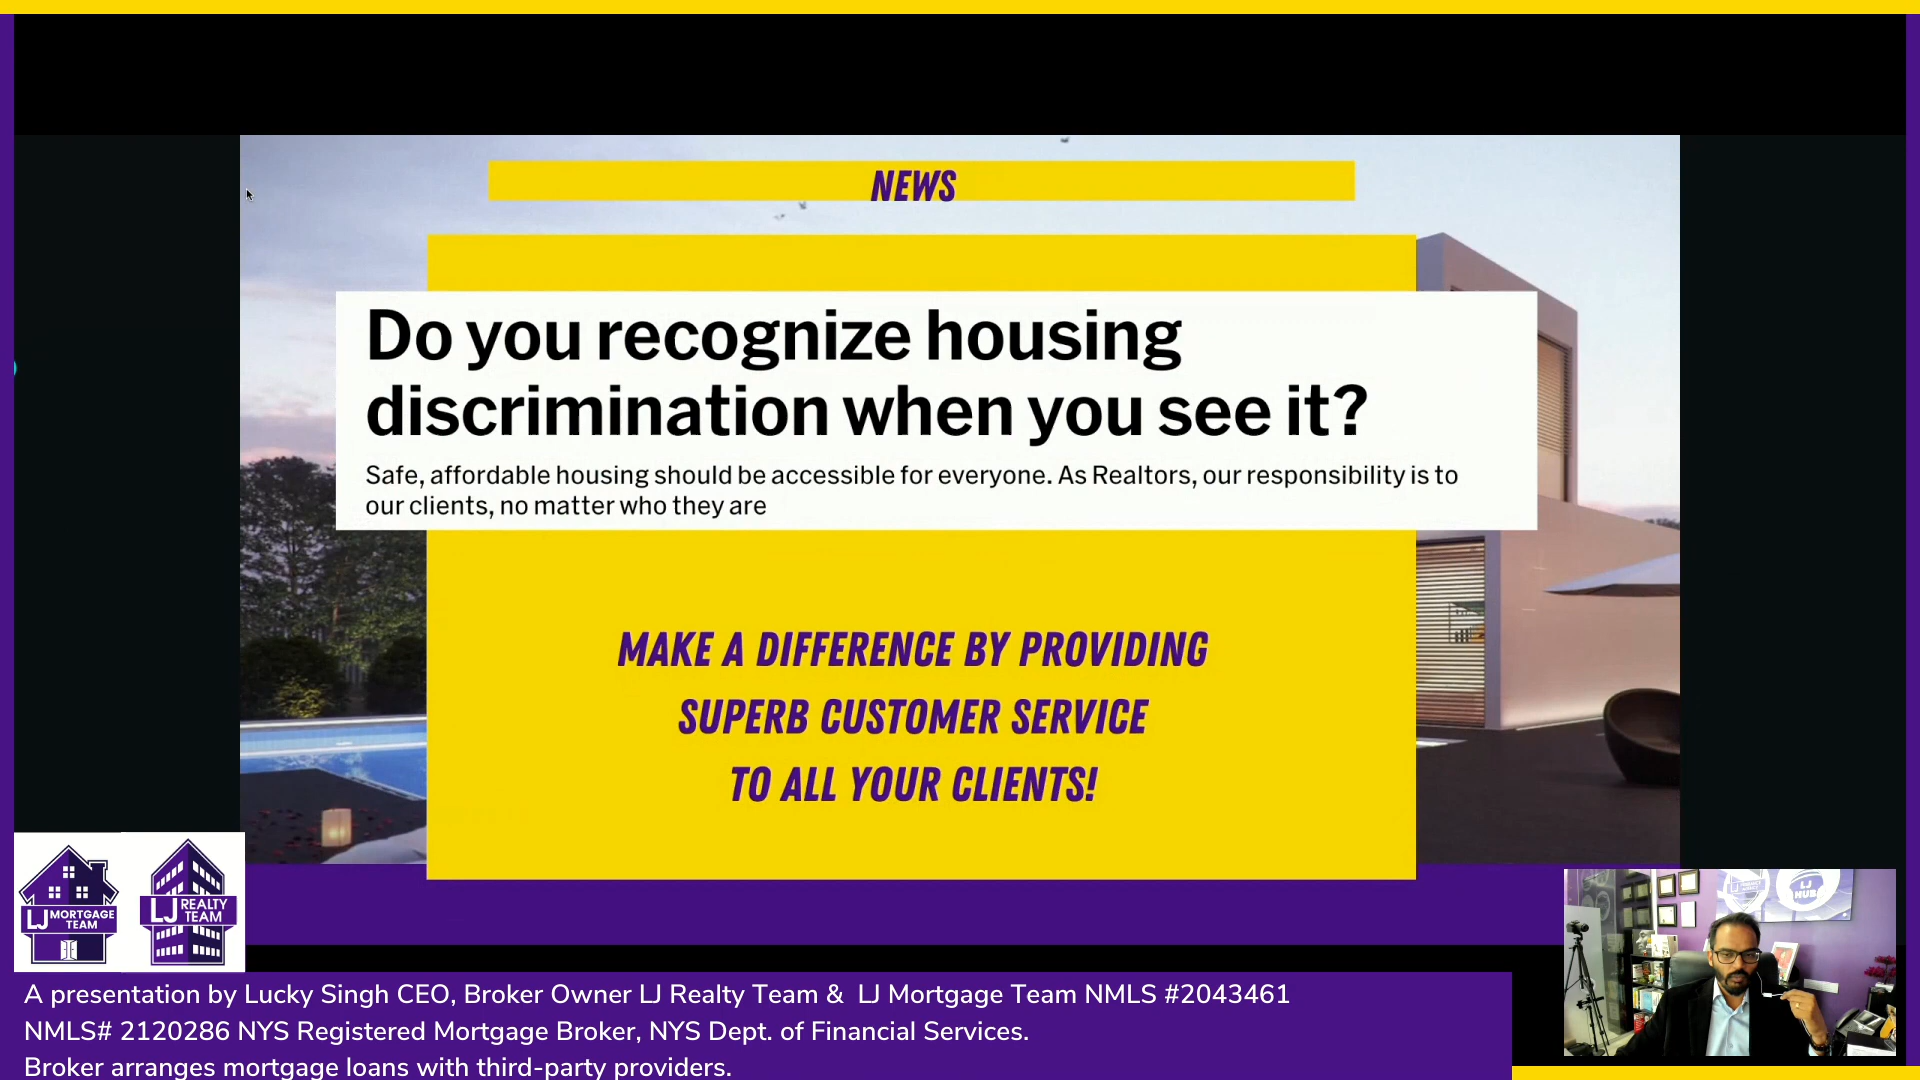 NEWS
Do you recognize housing
discrimination when you see it?
Safe, affordable housing should be accessible for everyone. As Realtors, our responsibility is to
our clients, no matter who they are
MAKE A DIFFERENCE BY PROVIDING
SUPERB CUSTOMER SERVICE
TO ALL YOUR CLIENTS!
LJ MORTGAGE
TEAM
LJ REALTY
TEAM
LJ
HUB
A presentation by Lucky Singh CEO, Broker Owner LJ Realty Team & LJ Mortgage Team NMLS #2043461
NMLS# 2120286 NYS Registered Mortgage Broker, NYS Dept. of Financial Services.
Broker arranges mortgage loans with third-party providers.